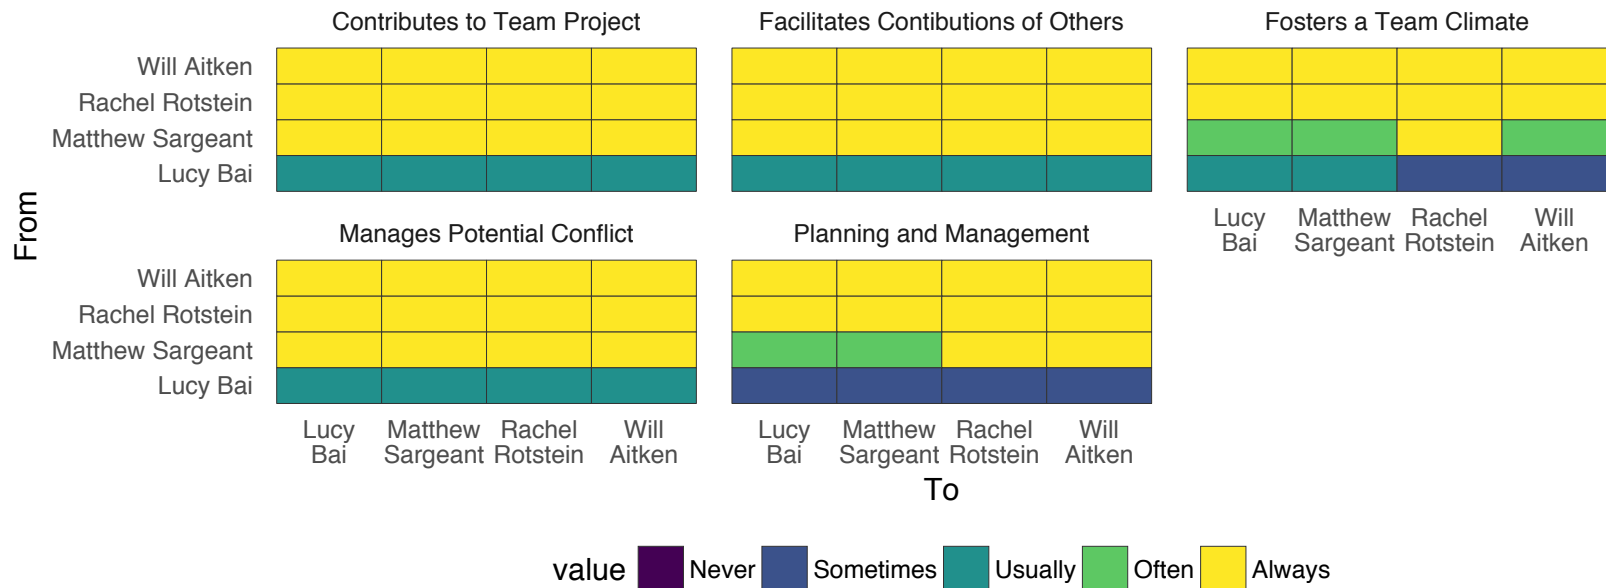 Contributes to Team Project
Facilitates Contibutions of Others
Fosters a Team Climate
Will Aitken
Rachel Rotstein
Matthew Sargeant
Lucy Bai
Lucy
Bai
Matthew
Sargeant
Rachel
Rotstein
Will
Aitken
From
Manages Potential Conflict
Planning and Management
Will Aitken
Rachel Rotstein
Matthew Sargeant
Lucy Bai
Lucy
Bai
Matthew
Sargeant
Rachel
Rotstein
Will
Aitken
Lucy
Bai
Matthew
Sargeant
Rachel
Rotstein
Will
Aitken
To
value Never Sometimes Usually Often Always